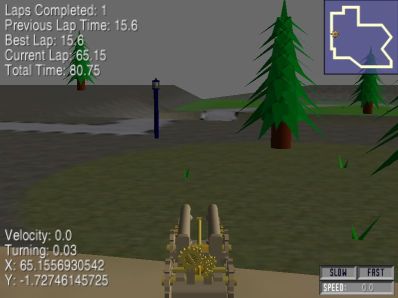 Laps Completed: 1
Previous Lap Time: 15.6
Best Lap: 15.6
Current Lap: 65.15
Total Time: 80.75
Velocity: 0.0
Turning: 0.03
X: 65.1556930542
Y: -1.72746145725
SLOW FAST
SPEED: 0.0